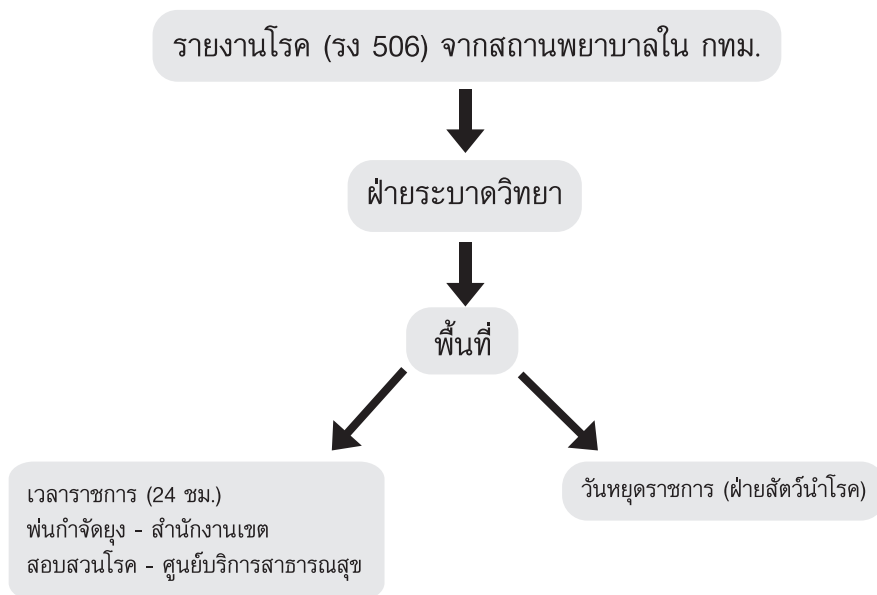 รายงานโรค (รง 506) จากสถานพยาบาลใน กทม.
ฝ่ายระบาดวิทยา
พื้นที่
เวลาราชการ (24 ชม.)
พ่นกำจัดยุง - สำนักงานเขต
สอบสวนโรค - ศูนย์บริการสาธารณสุข
วันหยุดราชการ (ฝ่ายสัตว์นำโรค)